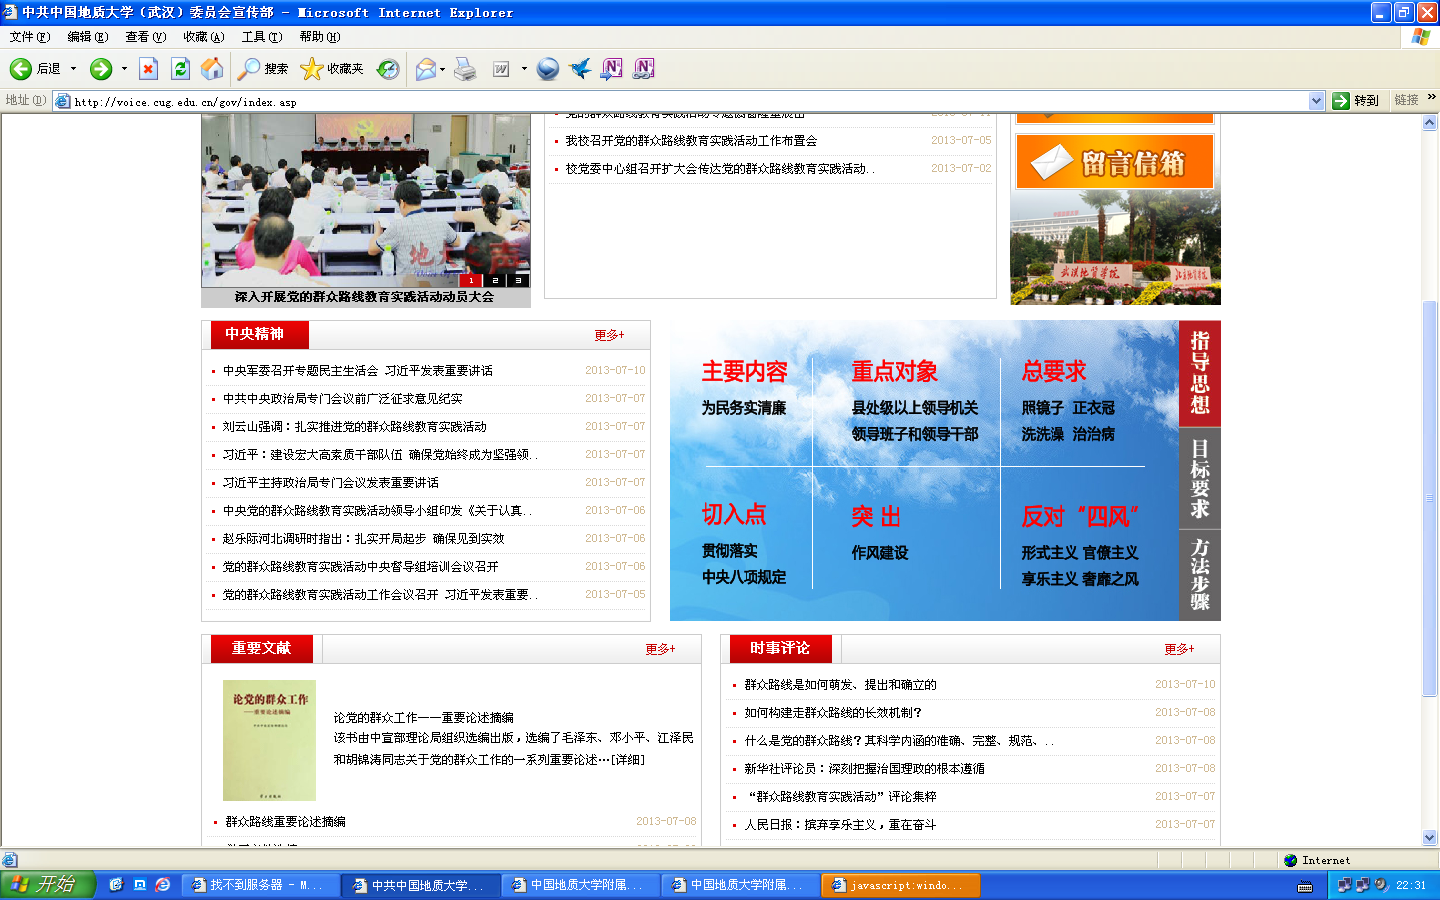 中共中国地质大学（武汉）委员会宣传部 - Microsoft Internet Explorer
文件(F) 编辑(E) 查看(V) 收藏(A) 工具(T) 帮助(H)
后退 搜索 收藏夹
地址(D) http://voice.cug.edu.cn/gov/index.asp 转到 链接 »
我校召开党的群众路线教育实践活动工作布置会 2013-07-05
校党委中心组召开扩大会传达党的群众路线教育实践活动.. 2013-07-02
留言信箱
1 2 3
深入开展党的群众路线教育实践活动动员大会
武汉地质学院
中央精神 更多+
中央军委召开专题民主生活会 习近平发表重要讲话 2013-07-10
中共中央政治局专门会议前广泛征求意见纪实 2013-07-07
刘云山强调：扎实推进党的群众路线教育实践活动 2013-07-07
习近平：建设宏大高素质干部队伍 确保党始终成为坚强领.. 2013-07-07
习近平主持政治局专门会议发表重要讲话 2013-07-07
中央党的群众路线教育实践活动领导小组印发《关于认真.. 2013-07-06
赵乐际河北调研时指出：扎实开局起步 确保见到实效 2013-07-06
党的群众路线教育实践活动中央督导组培训会议召开 2013-07-06
党的群众路线教育实践活动工作会议召开 习近平发表重要.. 2013-07-05
主要内容 重点对象 总要求
为民务实清廉 县处级以上领导机关 照镜子 正衣冠
领导班子和领导干部 洗洗澡 治治病
切入点 突 出 反对“四风”
贯彻落实 作风建设 形式主义 官僚主义
中央八项规定 享乐主义 奢靡之风
指导思想
目标要求
方法步骤
重要文献 更多+
论党的群众工作
——重要论述摘编
论党的群众工作——重要论述摘编
该书由中宣部理论局组织选编出版，选编了毛泽东、邓小平、江泽民
和胡锦涛同志关于党的群众工作的一系列重要论述…[详细]
群众路线重要论述摘编 2013-07-08
时事评论 更多+
群众路线是如何萌发、提出和确立的 2013-07-10
如何构建走群众路线的长效机制？ 2013-07-08
什么是党的群众路线？其科学内涵的准确、完整、规范、.. 2013-07-08
新华社评论员：深刻把握治国理政的根本遵循 2013-07-08
“群众路线教育实践活动”评论集粹 2013-07-07
人民日报：摈弃享乐主义，重在奋斗 2013-07-07
Internet
开始 找不到服务器 - M... 中共中国地质大学... 中国地质大学附属... 中国地质大学附属... javascript:windo... 22:31